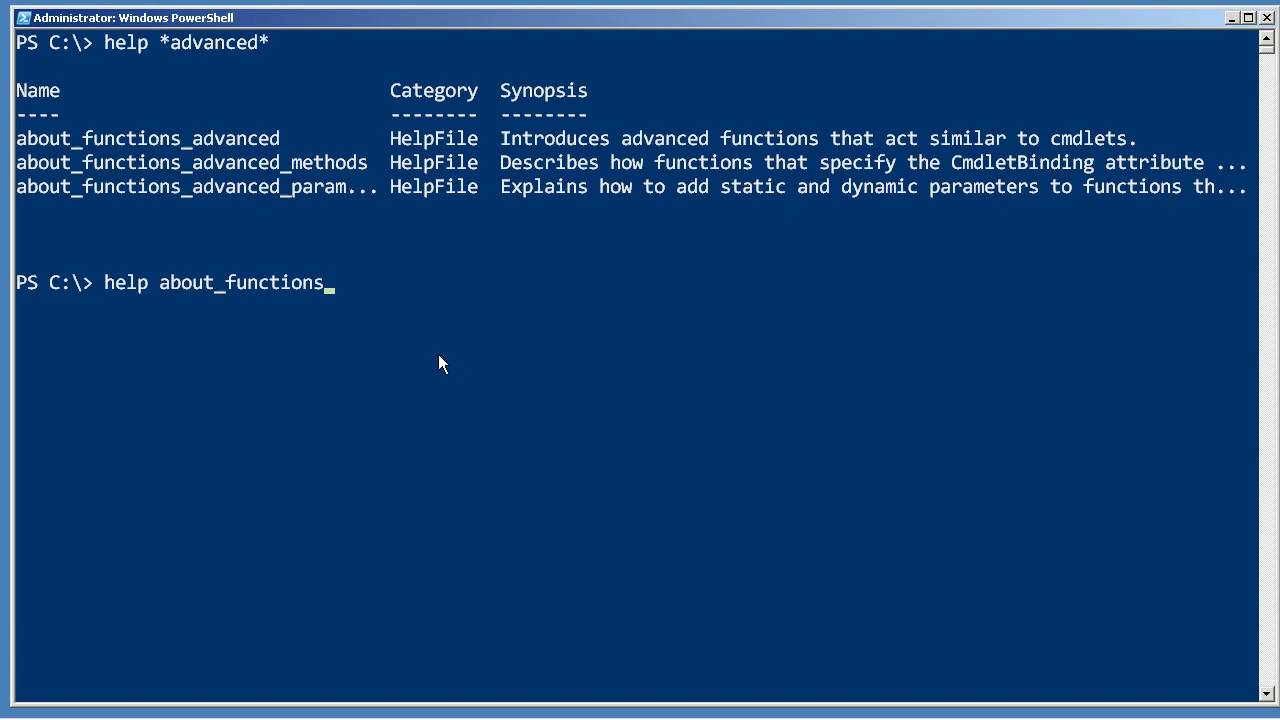 Administrator: Windows PowerShell
PS C:\> help *advanced*
Name Category Synopsis
---- -------- --------
about_functions_advanced HelpFile Introduces advanced functions that act similar to cmdlets.
about_functions_advanced_methods HelpFile Describes how functions that specify the CmdletBinding attribute ...
about_functions_advanced_param... HelpFile Explains how to add static and dynamic parameters to functions th...
PS C:\> help about_functions_